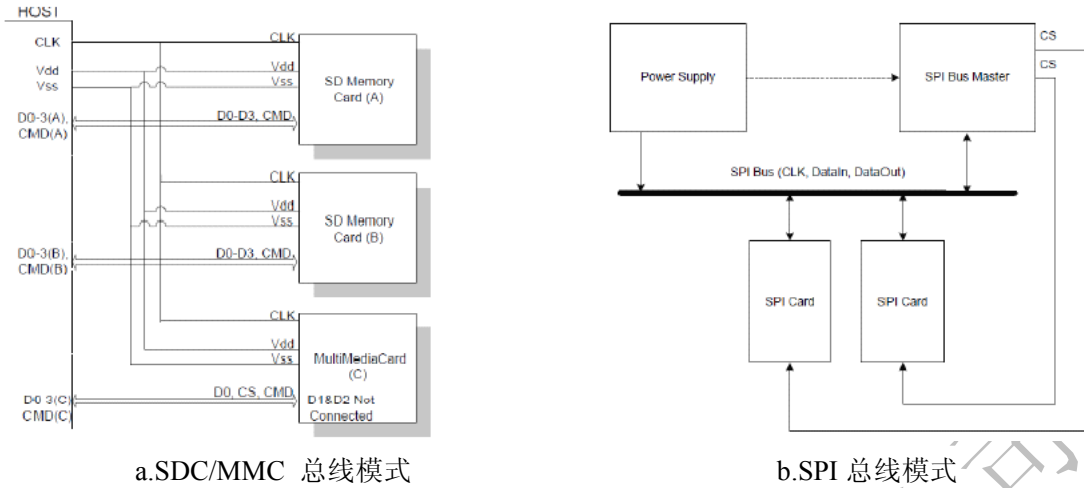 HOST
CLK
Vdd
Vss
D0-3(A),
CMD(A)
D0-3(B),
CMD(B)
D0 3(C)
CMD(C)
CLK
Vdd
Vss
D0-D3, CMD
SD Memory
Card (A)
CLK
Vdd
Vss
D0-D3, CMD
SD Memory
Card (B)
CLK
Vdd
Vss
D0, CS, CMD
MultiMediaCard
(C)
D1&D2 Not
Connected
a.SDC/MMC 总线模式
Power Supply
SPI Bus Master
CS
CS
SPI Bus (CLK, DataIn, DataOut)
SPI Card
SPI Card
b.SPI 总线模式